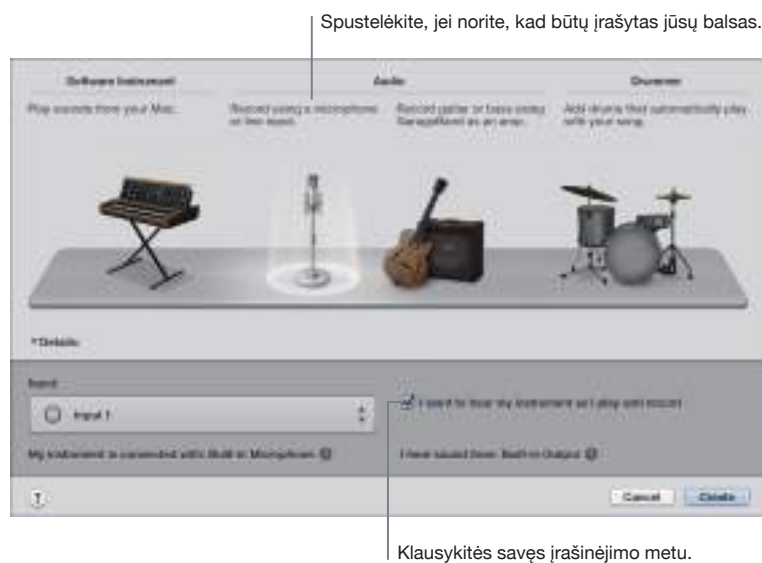 Spustelėkite, jei norite, kad būtų įrašytas jūsų balsas.
Software Instrument
Audio
Drummer
Play sounds from your Mac.
Record using a microphone
or line input.
Record guitar or bass using
GarageBand as an amp.
Add drums that automatically play
with your song.
Details:
Input
Input 1
I want to hear my instrument as I play and record
My instrument is connected with: Built-in Microphone
I hear sound from: Built-in Output
?
Cancel
Create
Klausykitės savęs įrašinėjimo metu.